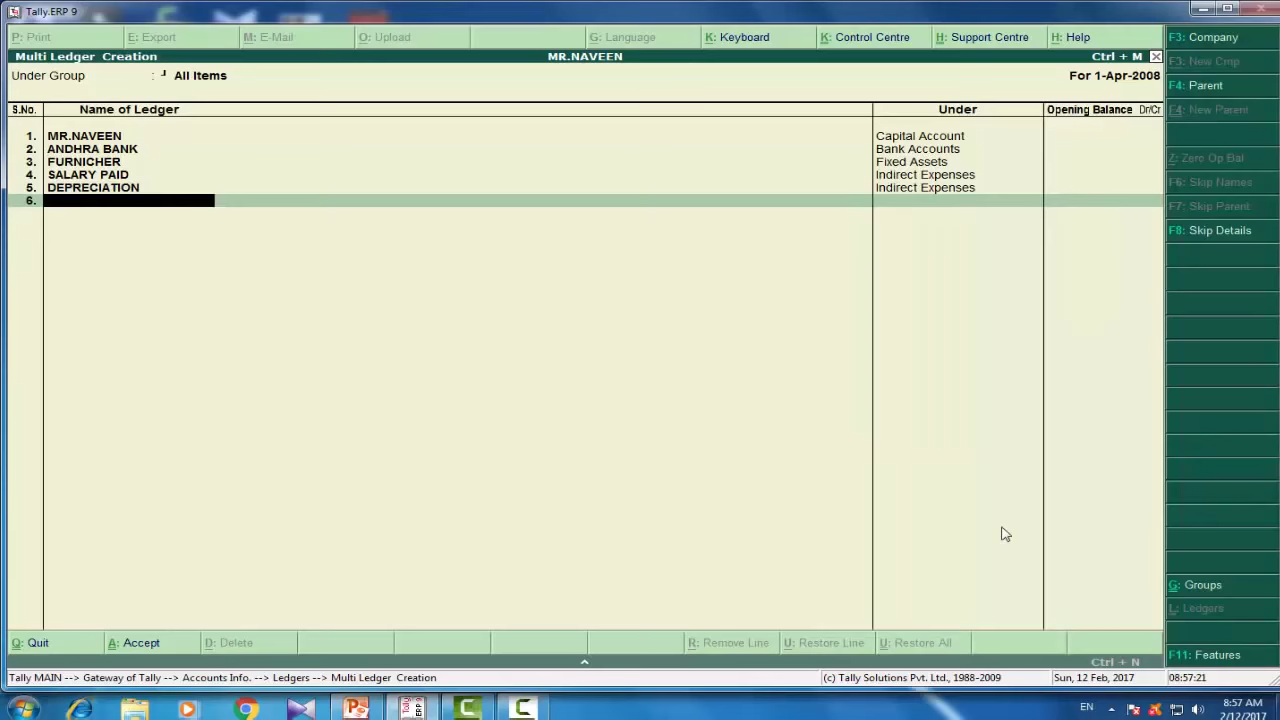 Tally.ERP 9
P: Print E: Export M: E-Mail O: Upload G: Language K: Keyboard K: Control Centre H: Support Centre H: Help F3: Company
Multi Ledger Creation MR.NAVEEN Ctrl + M
F3: New Cmp
Under Group : All Items For 1-Apr-2008
F4: Parent
S.No. Name of Ledger Under Opening Balance Dr/Cr
F4: New Parent
1. MR.NAVEEN Capital Account
2. ANDHRA BANK Bank Accounts
3. FURNICHER Fixed Assets
4. SALARY PAID Indirect Expenses
5. DEPRECIATION Indirect Expenses
6.
Z: Zero Op Bal
F6: Skip Names
F7: Skip Parent
F8: Skip Details
G: Groups
L: Ledgers
Q: Quit A: Accept D: Delete R: Remove Line U: Restore Line U: Restore All
F11: Features
Ctrl + N
Tally MAIN --> Gateway of Tally --> Accounts Info. --> Ledgers --> Multi Ledger Creation (c) Tally Solutions Pvt. Ltd., 1988-2009 Sun, 12 Feb, 2017 08:57:21
EN 8:57 AM
2/12/2017